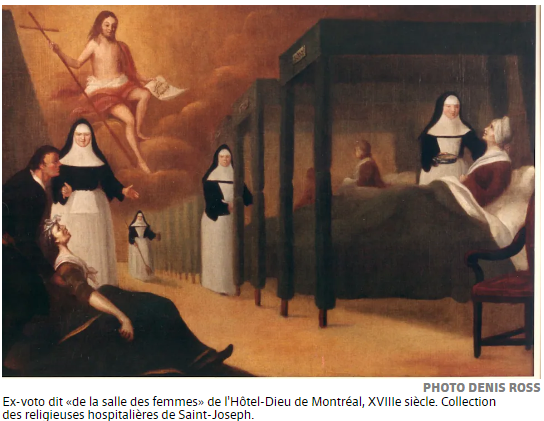 PHOTO DENIS ROSS
Ex-voto dit «de la salle des femmes» de l'Hôtel-Dieu de Montréal, XVIIIe siècle. Collection
des religieuses hospitalières de Saint-Joseph.